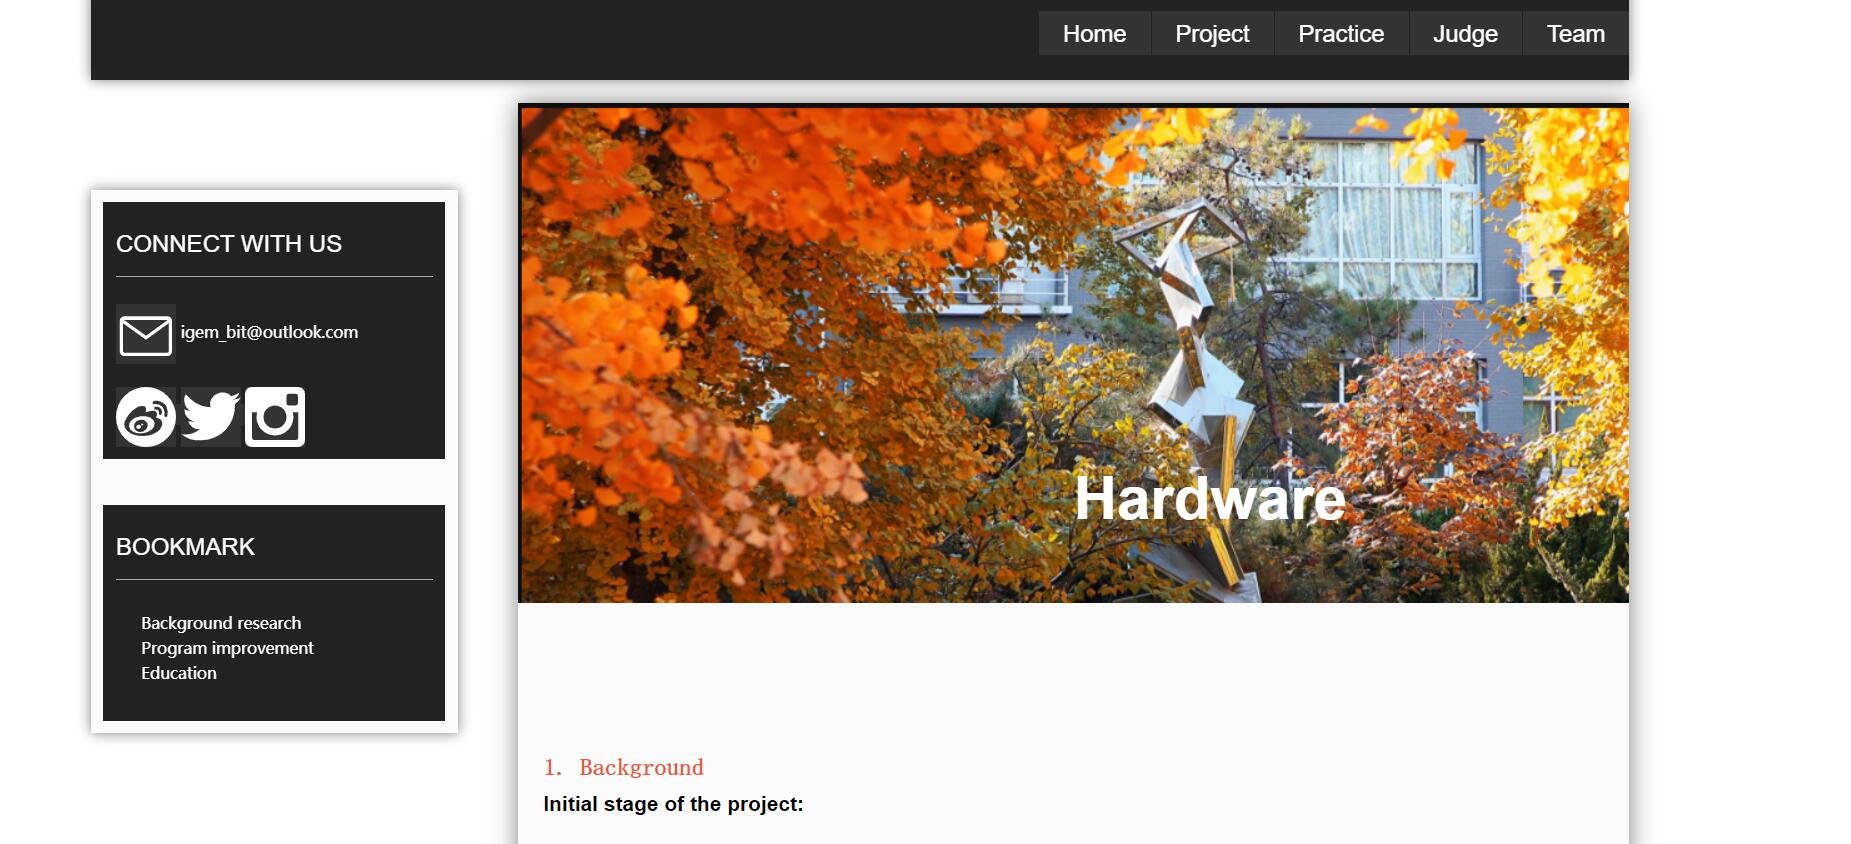 Home Project Practice Judge Team
CONNECT WITH US
igem_bit@outlook.com
BOOKMARK
Background research
Program improvement
Education
Hardware
1. Background
Initial stage of the project: